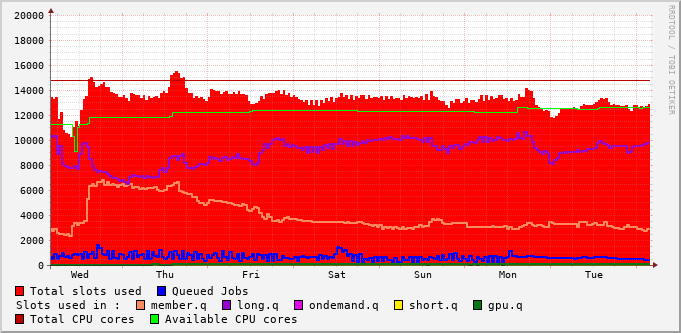 20000
18000
16000
14000
12000
10000
8000
6000
4000
2000
0
Wed Thu Fri Sat Sun Mon Tue
RRDTOOL / TOBI OETIKER
Total slots used Queued Jobs
Slots used in : member.q long.q ondemand.q short.q gpu.q
Total CPU cores Available CPU cores